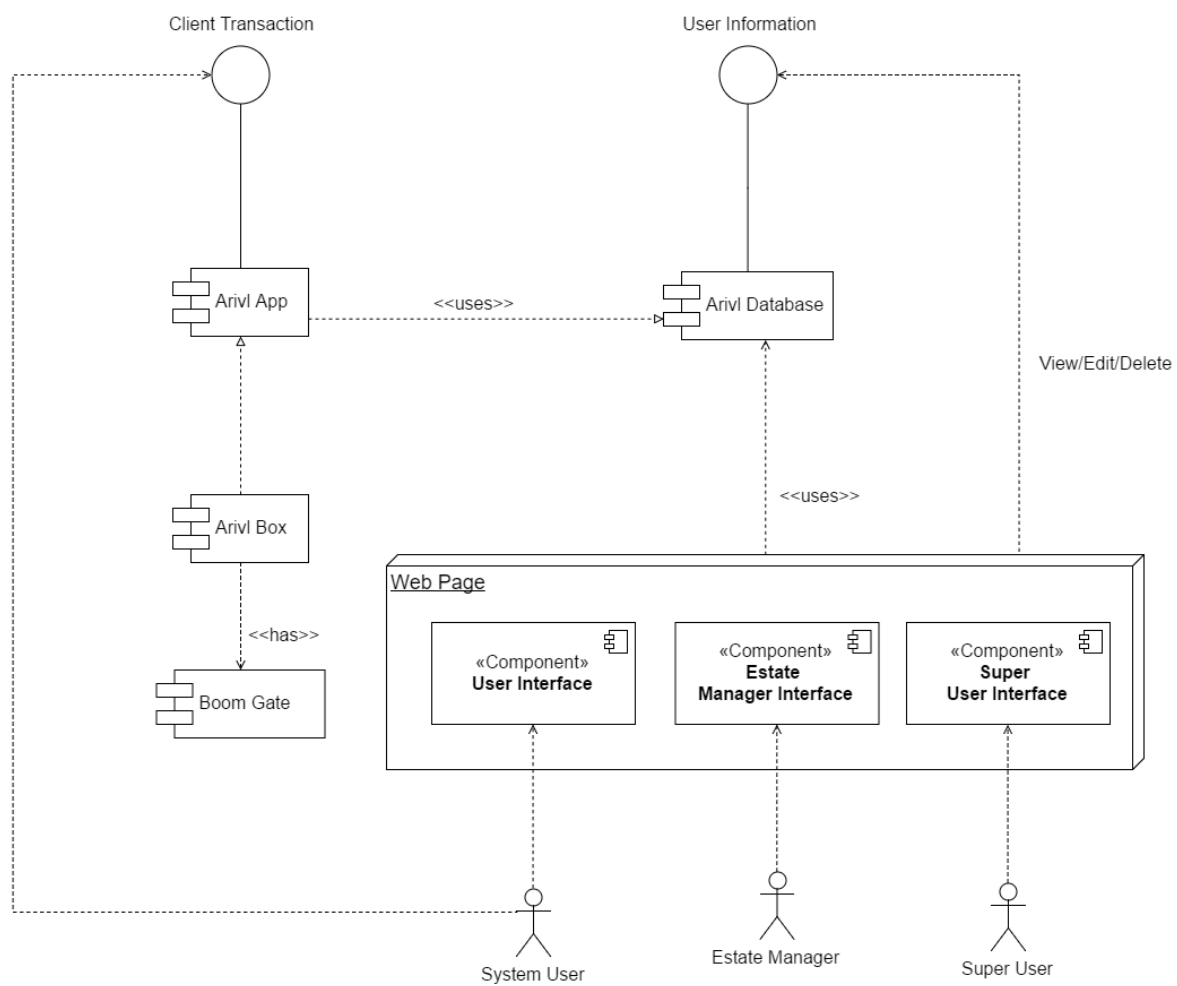 Client Transaction
User Information
Arivl App
<<uses>>
Arivl Database
View/Edit/Delete
<<uses>>
Arivl Box
<<has>>
Boom Gate
Web Page
«Component»
User Interface
«Component»
Estate
Manager Interface
«Component»
Super
User Interface
System User
Estate Manager
Super User